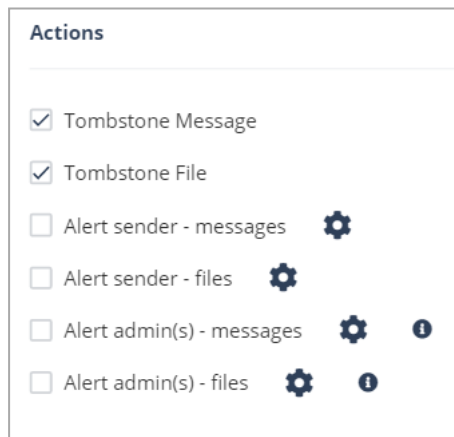 Actions
Tombstone Message
Tombstone File
Alert sender - messages
Alert sender - files
Alert admin(s) - messages
Alert admin(s) - files